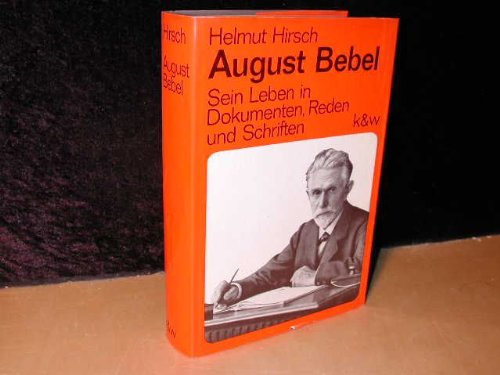 Hirsch
August
Bebel
k&w
Helmut Hirsch
August Bebel
Sein Leben in
Dokumenten, Reden
und Schriften
k&w